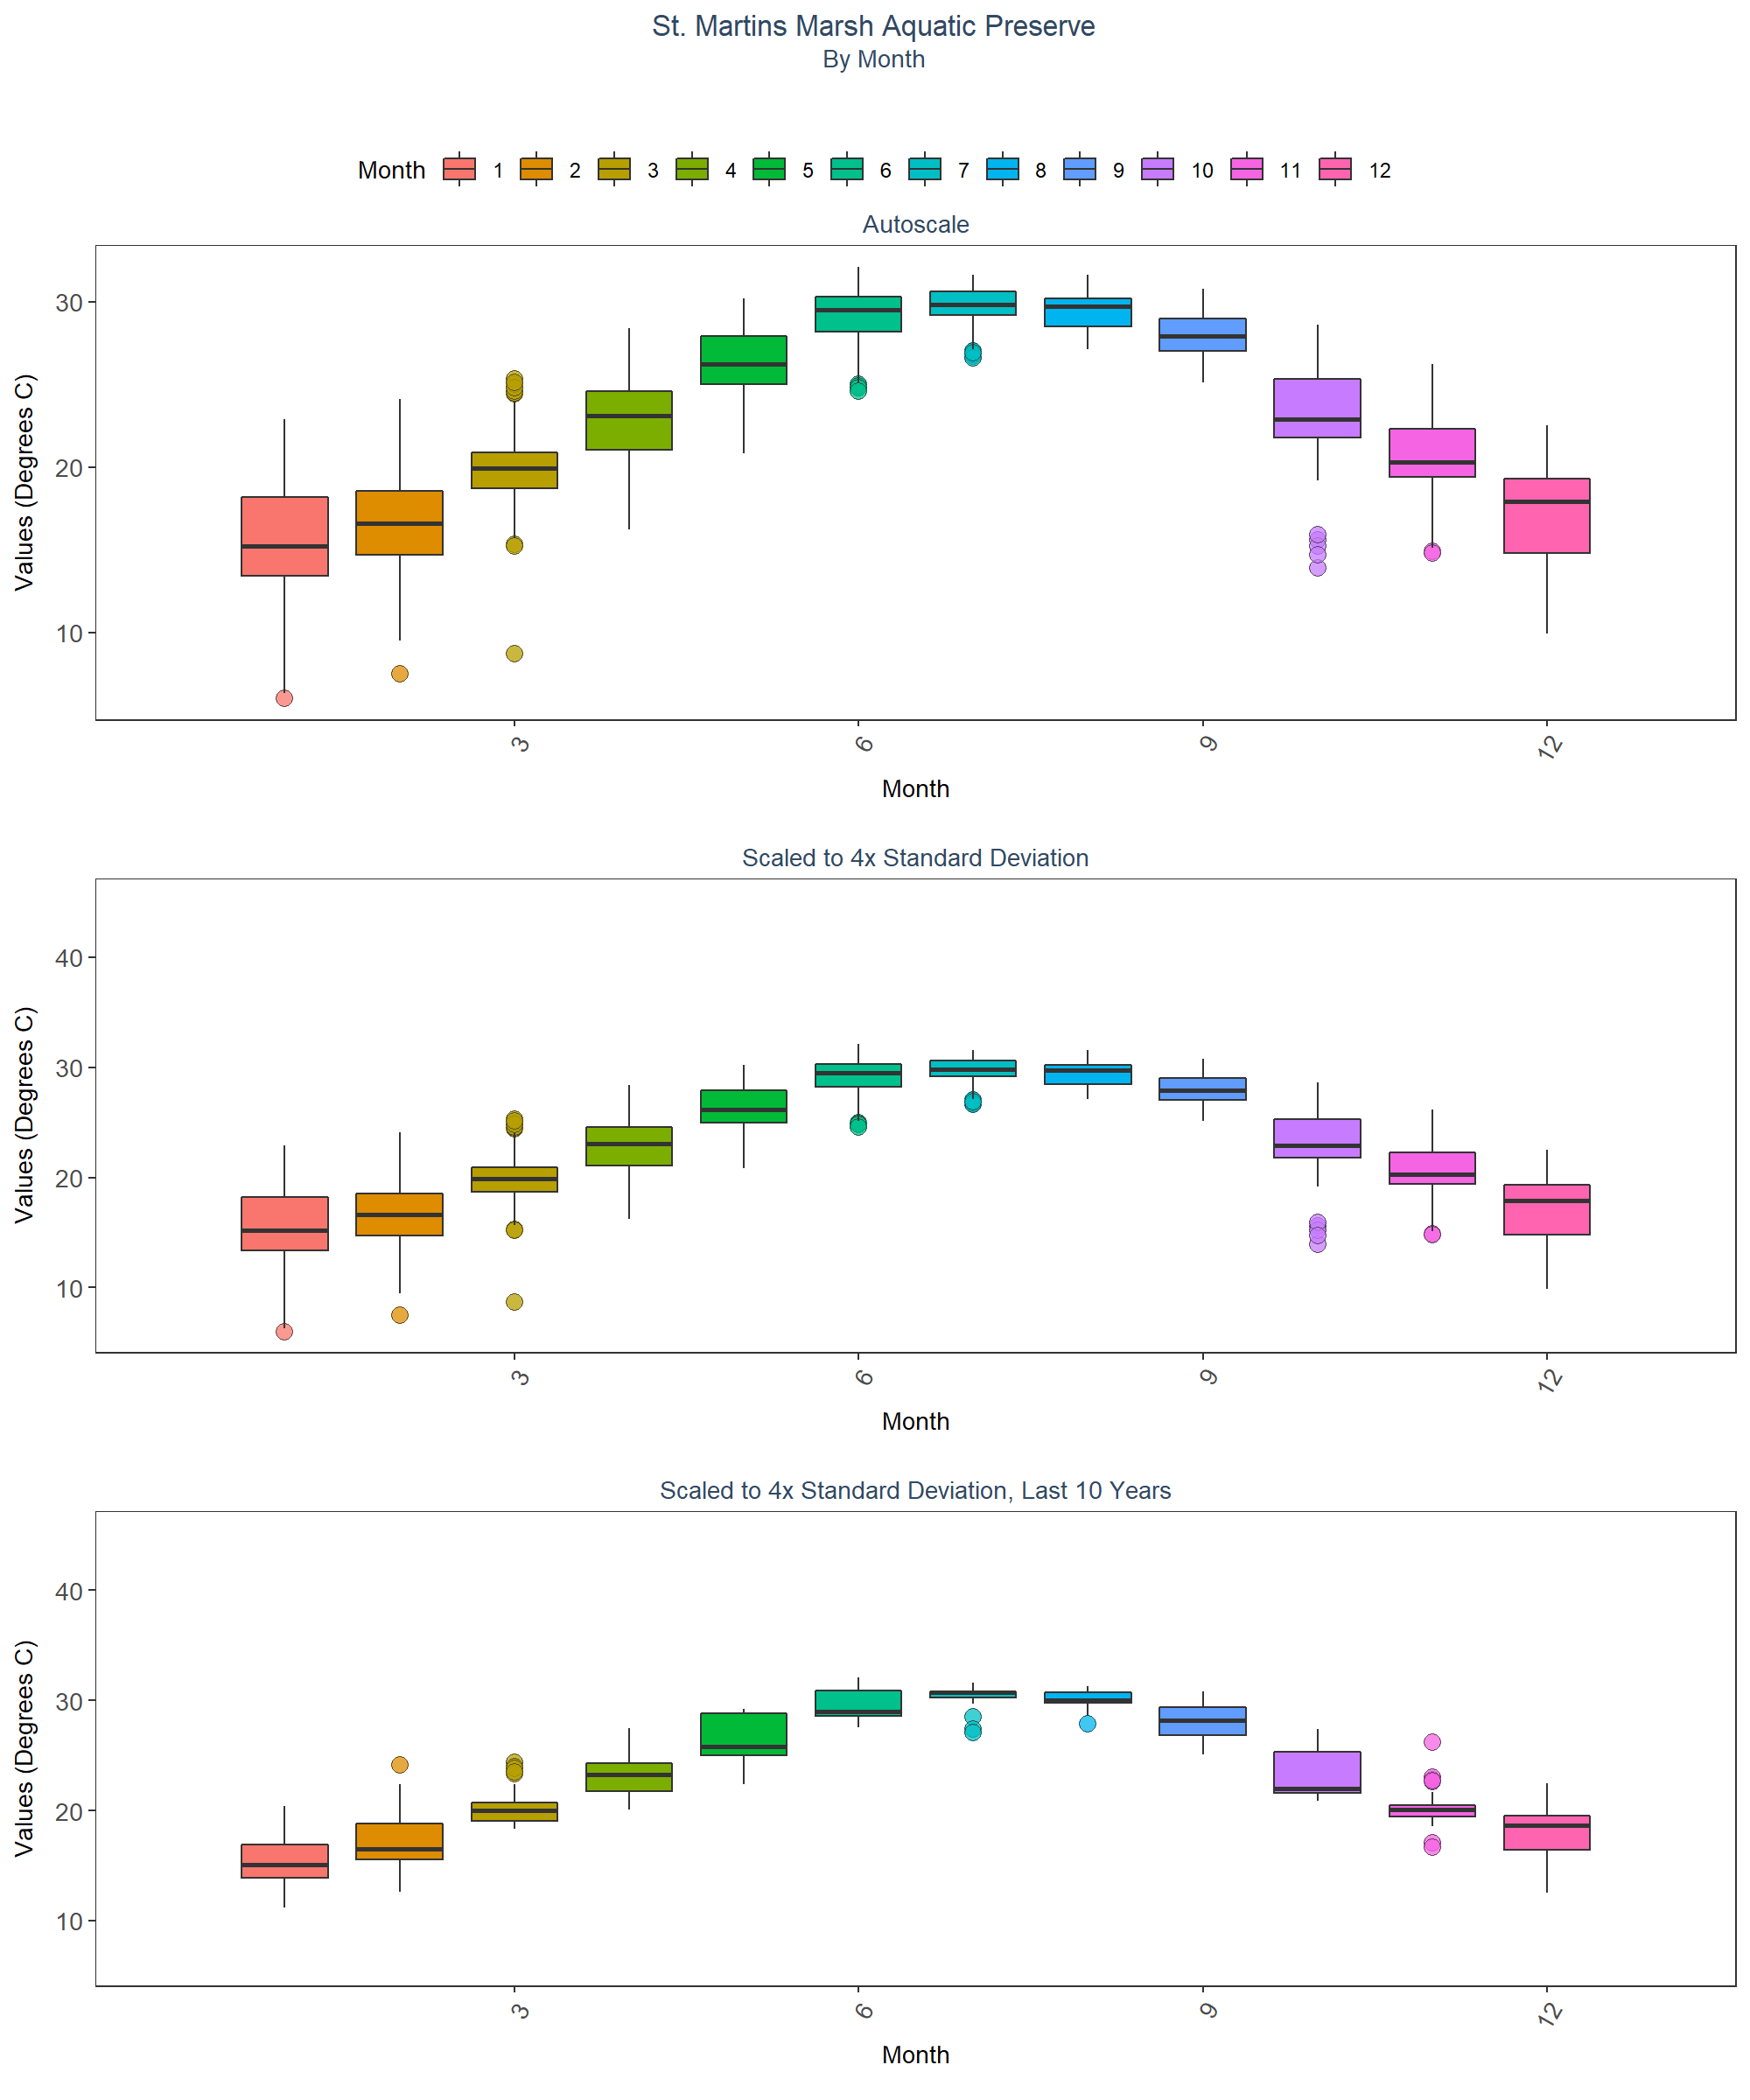 St. Martins Marsh Aquatic Preserve
By Month
Month 1 2 3 4 5 6 7 8 9 10 11 12
Autoscale
Values (Degrees C)
30
20
10
3 6 9 12
Month
Scaled to 4x Standard Deviation
Values (Degrees C)
40
30
20
10
3 6 9 12
Month
Scaled to 4x Standard Deviation, Last 10 Years
Values (Degrees C)
40
30
20
10
3 6 9 12
Month